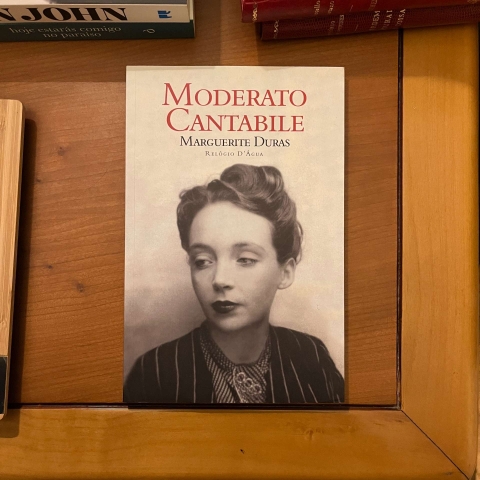 N JOHN
hoje estarás comigo
no paraíso
MODERATO
CANTABILE
MARGUERITE DURAS
RELÓGIO D'ÁGUA